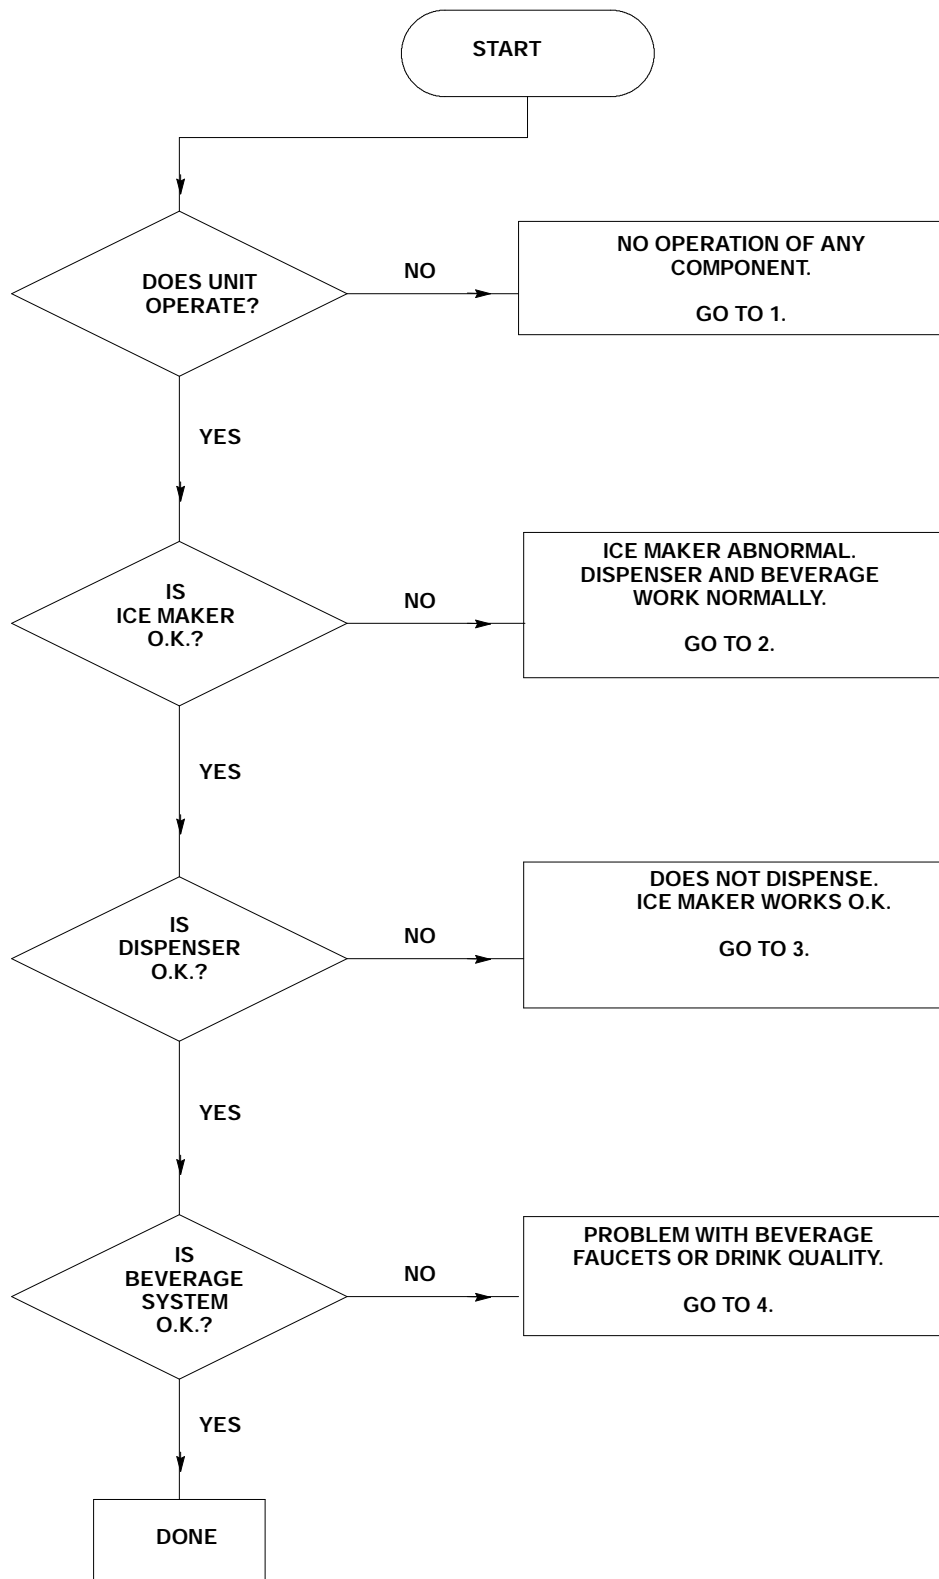 START
DOES UNIT
OPERATE?
NO
NO OPERATION OF ANY
COMPONENT.
GO TO 1.
YES
IS
ICE MAKER
O.K.?
NO
ICE MAKER ABNORMAL.
DISPENSER AND BEVERAGE
WORK NORMALLY.
GO TO 2.
YES
IS
DISPENSER
O.K.?
NO
DOES NOT DISPENSE.
ICE MAKER WORKS O.K.
GO TO 3.
YES
IS
BEVERAGE
SYSTEM
O.K.?
NO
PROBLEM WITH BEVERAGE
FAUCETS OR DRINK QUALITY.
GO TO 4.
YES
DONE